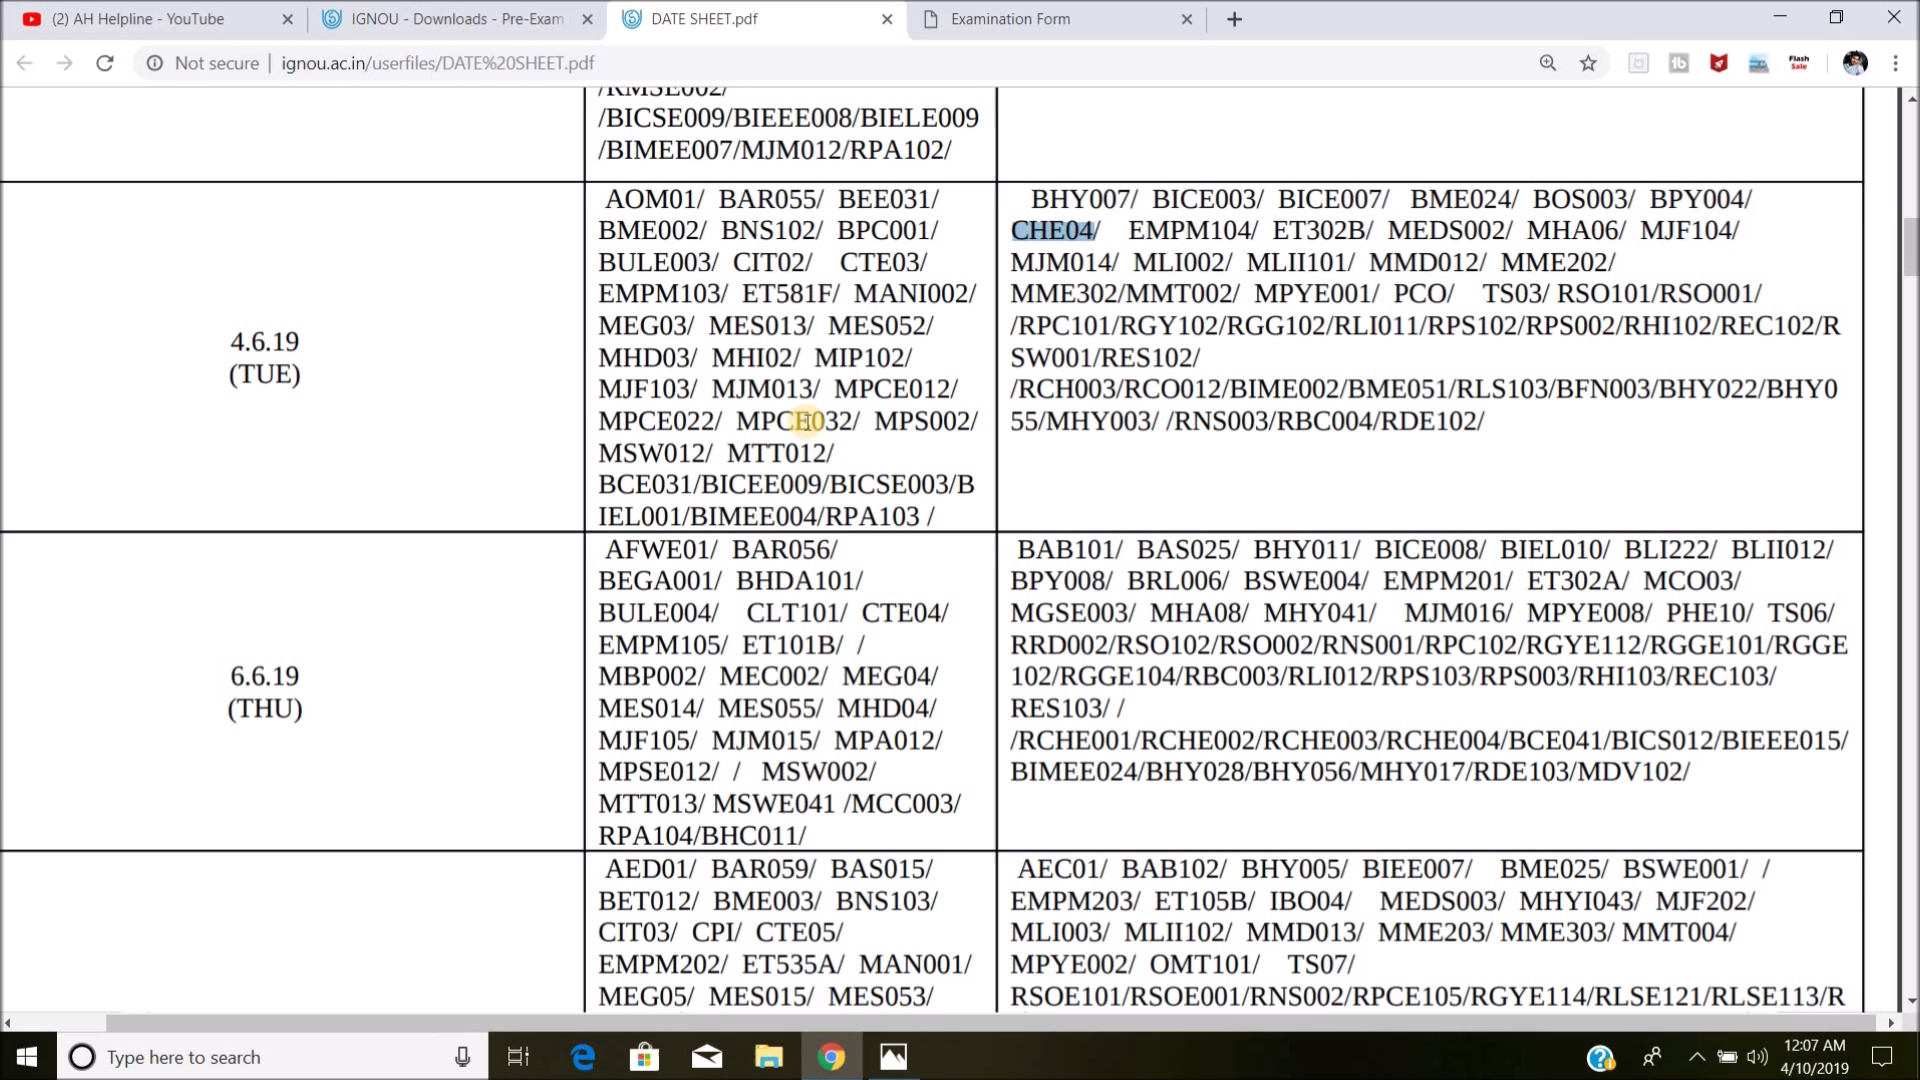 (2) AH Helpline - YouTube
IGNOU - Downloads - Pre-Exam
DATE SHEET.pdf
Examination Form
Not secure | ignou.ac.in/userfiles/DATE%20SHEET.pdf
Flash
Sale
/RMSE002/
/BICSE009/BIEEE008/BIELE009
/BIMEE007/MJM012/RPA102/
4.6.19
(TUE)
AOM01/ BAR055/ BEE031/
BME002/ BNS102/ BPC001/
BULE003/ CIT02/ CTE03/
EMPM103/ ET581F/ MANI002/
MEG03/ MES013/ MES052/
MHD03/ MHI02/ MIP102/
MJF103/ MJM013/ MPCE012/
MPCE022/ MPCE032/ MPS002/
MSW012/ MTT012/
BCE031/BICEE009/BICSE003/B
IEL001/BIMEE004/RPA103 /
BHY007/ BICE003/ BICE007/ BME024/ BOS003/ BPY004/
CHE04/ EMPM104/ ET302B/ MEDS002/ MHA06/ MJF104/
MJM014/ MLI002/ MLII101/ MMD012/ MME202/
MME302/MMT002/ MPYE001/ PCO/ TS03/ RSO101/RSO001/
/RPC101/RGY102/RGG102/RLI011/RPS102/RPS002/RHI102/REC102/R
SW001/RES102/
/RCH003/RCO012/BIME002/BME051/RLS103/BFN003/BHY022/BHY0
55/MHY003/ /RNS003/RBC004/RDE102/
6.6.19
(THU)
AFWE01/ BAR056/
BEGA001/ BHDA101/
BULE004/ CLT101/ CTE04/
EMPM105/ ET101B/ /
MBP002/ MEC002/ MEG04/
MES014/ MES055/ MHD04/
MJF105/ MJM015/ MPA012/
MPSE012/ / MSW002/
MTT013/ MSWE041 /MCC003/
RPA104/BHC011/
BAB101/ BAS025/ BHY011/ BICE008/ BIEL010/ BLI222/ BLII012/
BPY008/ BRL006/ BSWE004/ EMPM201/ ET302A/ MCO03/
MGSE003/ MHA08/ MHY041/ MJM016/ MPYE008/ PHE10/ TS06/
RRD002/RSO102/RSO002/RNS001/RPC102/RGYE112/RGGE101/RGGE
102/RGGE104/RBC003/RLI012/RPS103/RPS003/RHI103/REC103/
RES103/ /
/RCHE001/RCHE002/RCHE003/RCHE004/BCE041/BICS012/BIEEE015/
BIMEE024/BHY028/BHY056/MHY017/RDE103/MDV102/
AED01/ BAR059/ BAS015/
BET012/ BME003/ BNS103/
CIT03/ CPI/ CTE05/
EMPM202/ ET535A/ MAN001/
MEG05/ MES015/ MES053/
AEC01/ BAB102/ BHY005/ BIEE007/ BME025/ BSWE001/ /
EMPM203/ ET105B/ IBO04/ MEDS003/ MHYI043/ MJF202/
MLI003/ MLII102/ MMD013/ MME203/ MME303/ MMT004/
MPYE002/ OMT101/ TS07/
RSOE101/RSOE001/RNS002/RPCE105/RGYE114/RLSE121/RLSE113/R
Type here to search
12:07 AM
4/10/2019